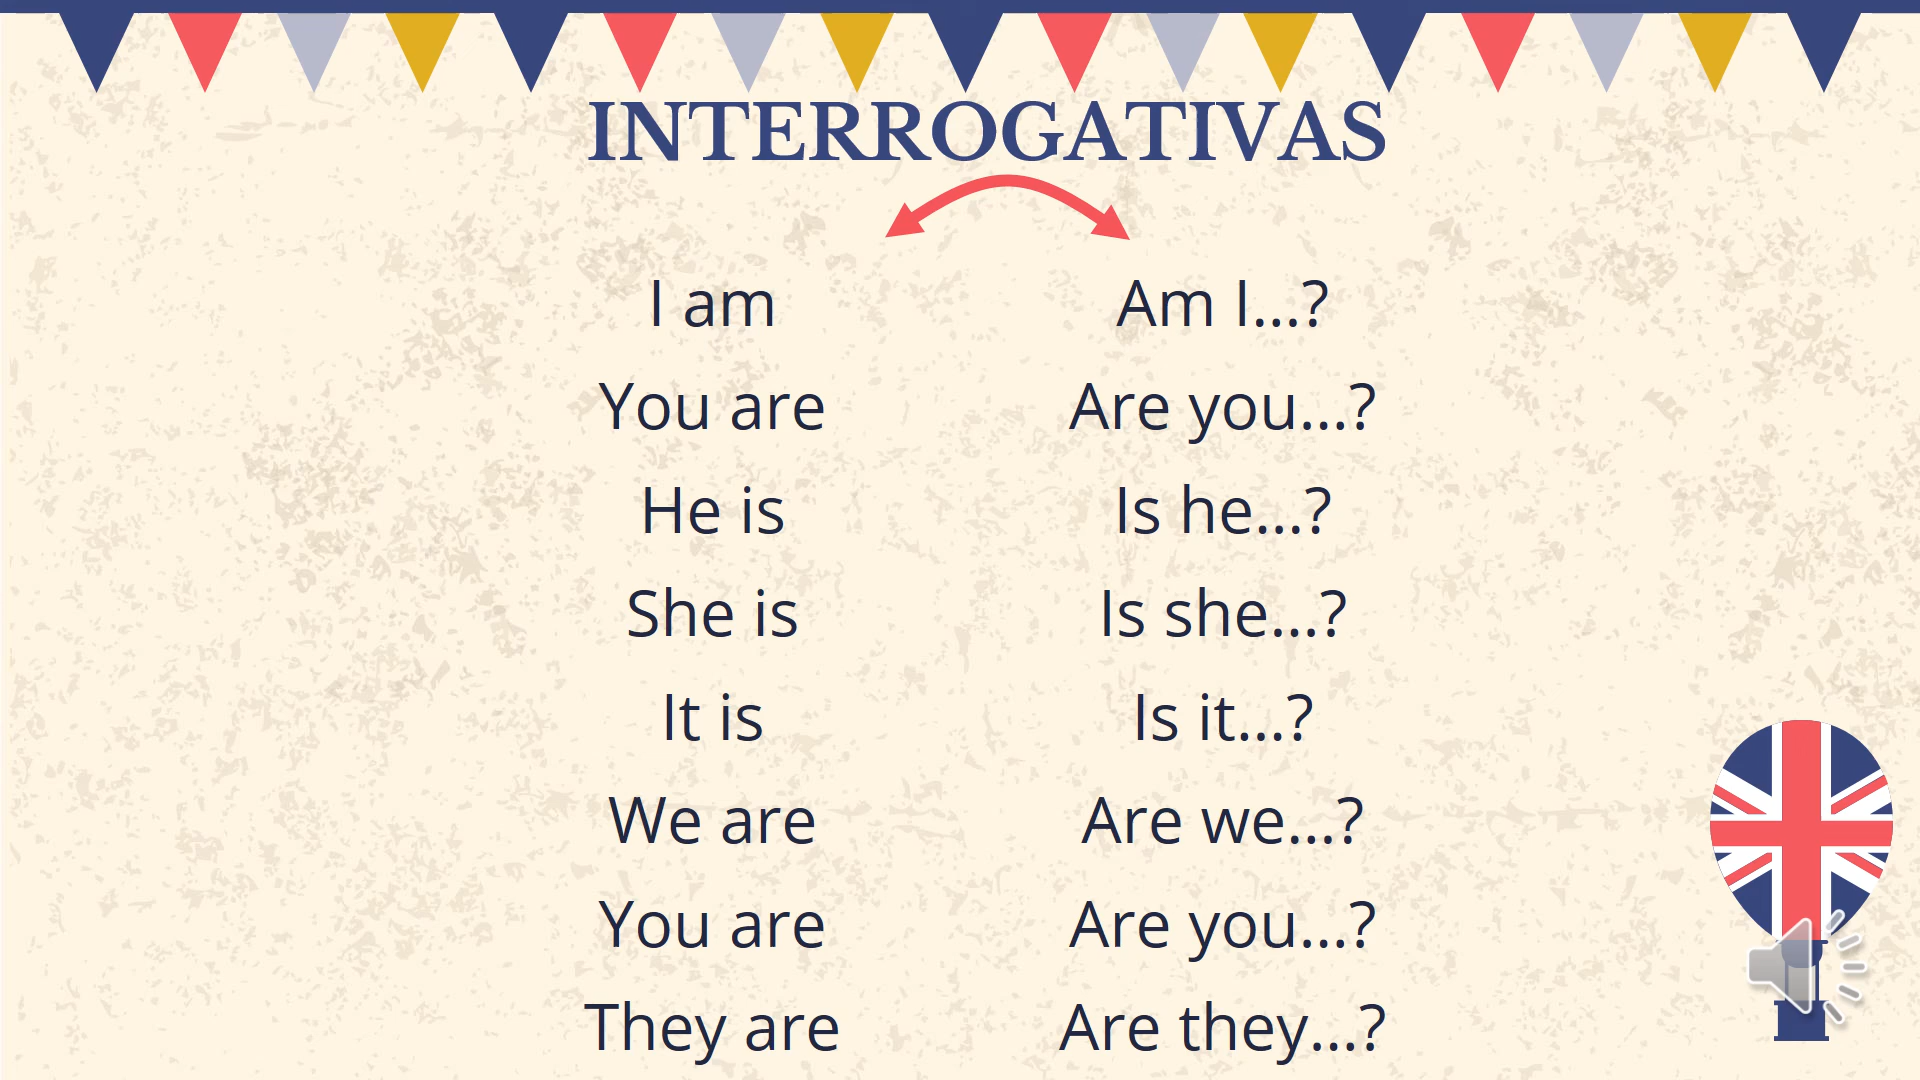 INTERROGATIVAS
I am
Am I...?
You are
Are you...?
He is
Is he...?
She is
Is she...?
It is
Is it...?
We are
Are we...?
You are
Are you...?
They are
Are they...?